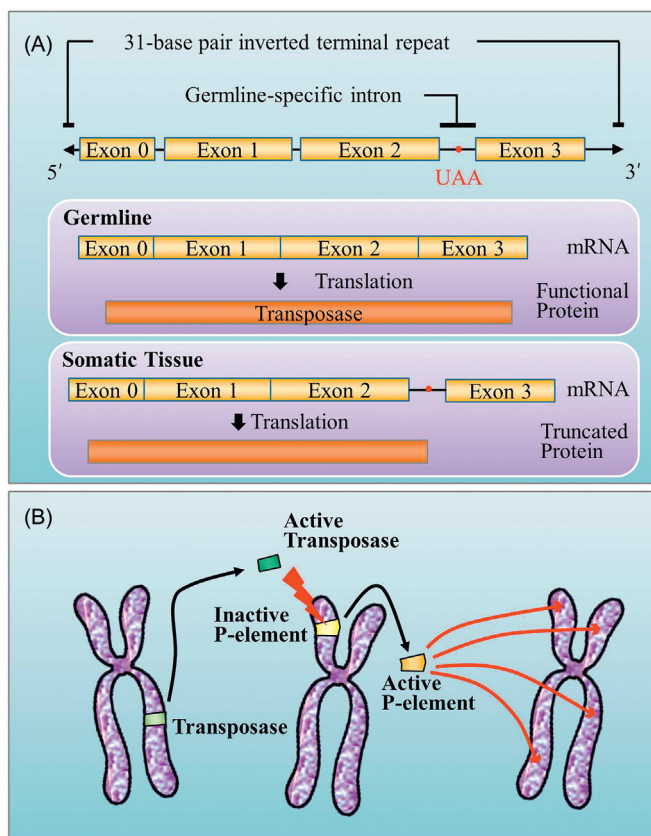 (A)
31-base pair inverted terminal repeat
Germline-specific intron
Exon 0 Exon 1 Exon 2 Exon 3
5′ UAA 3′
Germline
Exon 0 Exon 1 Exon 2 Exon 3 mRNA
Translation
Functional
Protein
Transposase
Somatic Tissue
Exon 0 Exon 1 Exon 2 Exon 3 mRNA
Translation
Truncated
Protein
(B)
Active
Transposase
Inactive
P-element
Active
P-element
Transposase